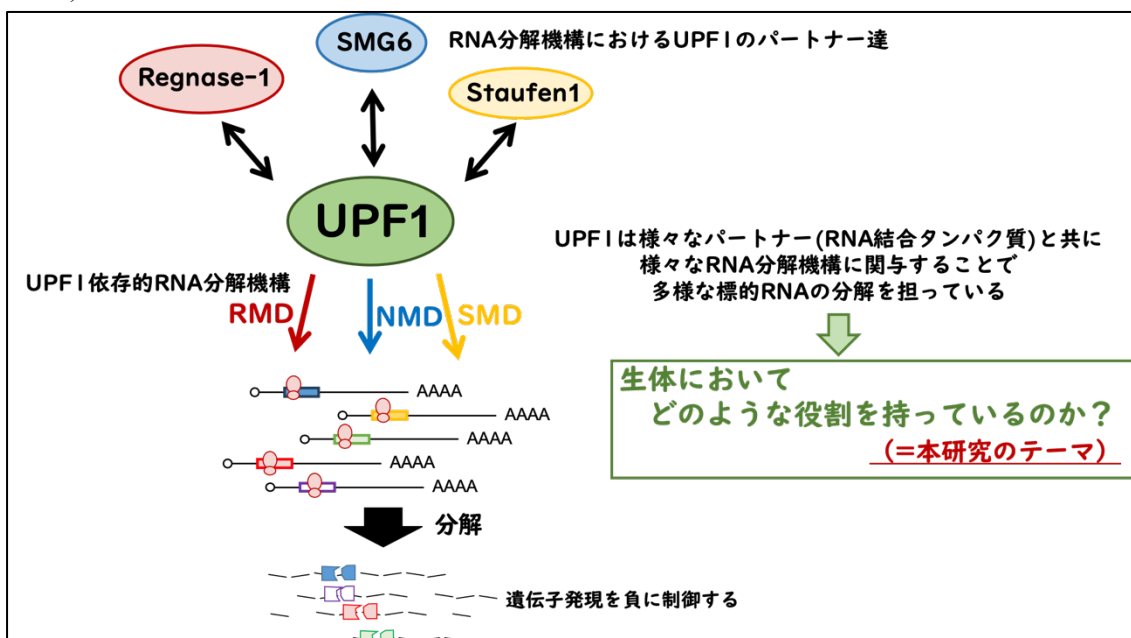 SMG6
RNA分解機構におけるUPF1のパートナー達
Regnase-1
Staufen1
UPF1
UPF1は様々なパートナー(RNA結合タンパク質)と共に
様々なRNA分解機構に関与することで
多様な標的RNAの分解を担っている
UPF1依存的RNA分解機構
RMD
NMD
SMD
生体において
どのような役割を持っているのか？
(=本研究のテーマ)
AAAA
AAAA
AAAA
AAAA
AAAA
分解
遺伝子発現を負に制御する